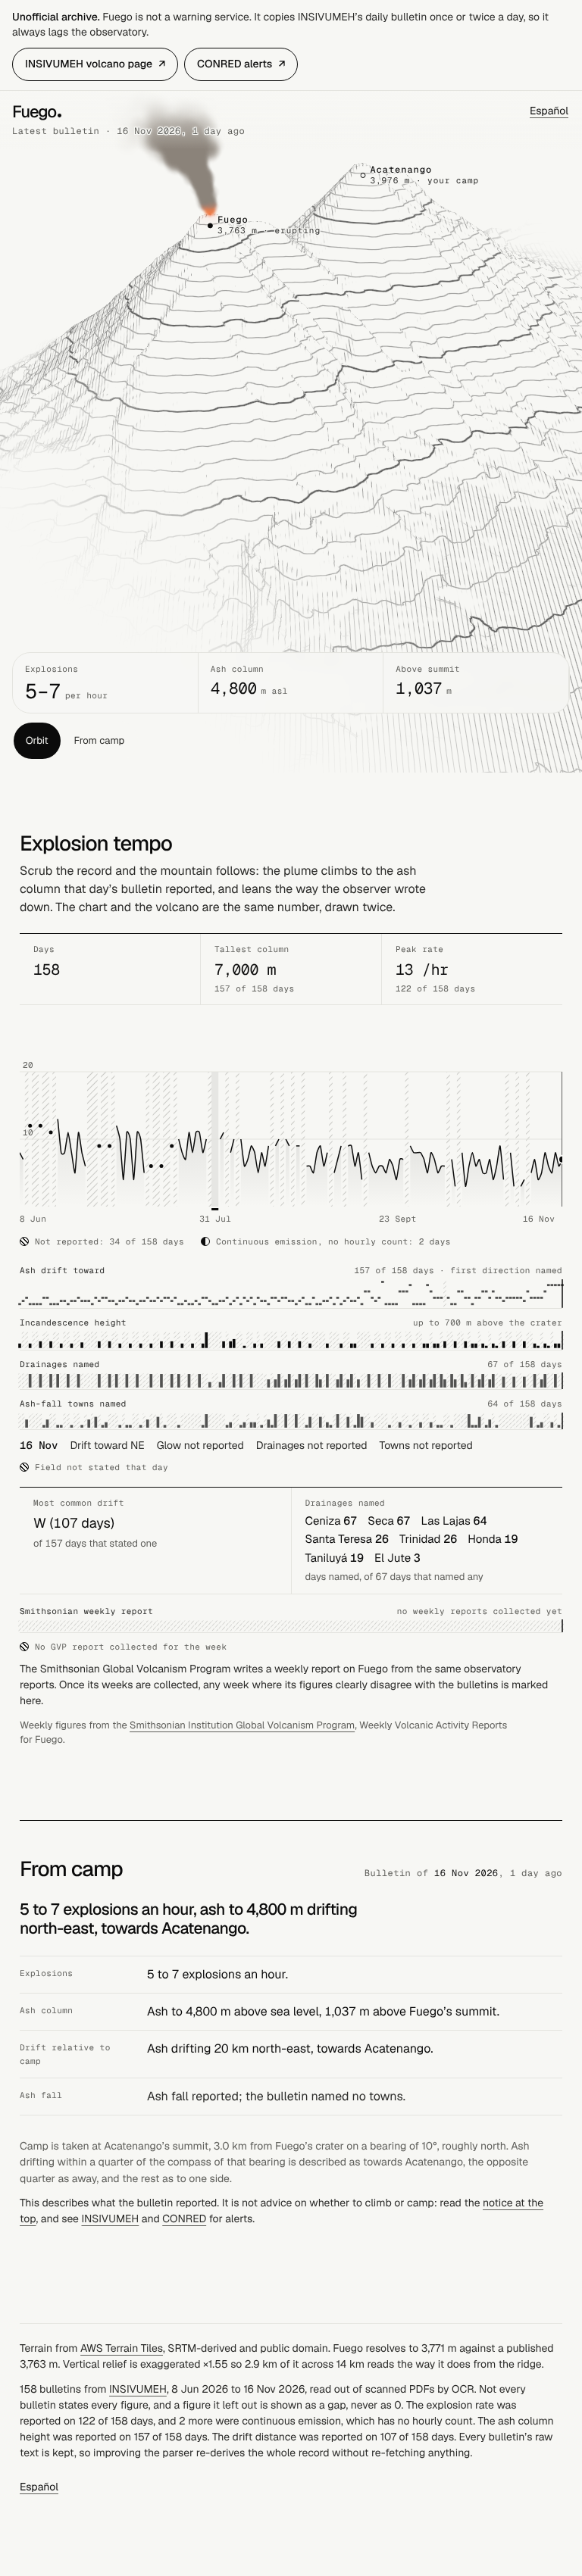 Unofficial archive. Fuego is not a warning service. It copies INSIVUMEH’s daily bulletin once or twice a day, so it
always lags the observatory.
INSIVUMEH volcano page ↗ CONRED alerts ↗
Fuego. Español
Latest bulletin · 16 Nov 2026, 1 day ago
Acatenango
3,976 m · your camp
Fuego
3,763 m · erupting
Explosions Ash column Above summit
5–7 per hour 4,800 m asl 1,037 m
Orbit From camp
Explosion tempo
Scrub the record and the mountain follows: the plume climbs to the ash
column that day’s bulletin reported, and leans the way the observer wrote
down. The chart and the volcano are the same number, drawn twice.
Days Tallest column Peak rate
158 7,000 m 13 /hr
157 of 158 days 122 of 158 days
20
10
8 Jun 31 Jul 23 Sept 16 Nov
Not reported: 34 of 158 days Continuous emission, no hourly count: 2 days
Ash drift toward 157 of 158 days · first direction named
Incandescence height up to 700 m above the crater
Drainages named 67 of 158 days
Ash-fall towns named 64 of 158 days
16 Nov Drift toward NE Glow not reported Drainages not reported Towns not reported
Field not stated that day
Most common drift Drainages named
W (107 days) Ceniza 67 Seca 67 Las Lajas 64
of 157 days that stated one Santa Teresa 26 Trinidad 26 Honda 19
Taniluyá 19 El Jute 3
days named, of 67 days that named any
Smithsonian weekly report no weekly reports collected yet
No GVP report collected for the week
The Smithsonian Global Volcanism Program writes a weekly report on Fuego from the same observatory
reports. Once its weeks are collected, any week where its figures clearly disagree with the bulletins is marked
here.
Weekly figures from the Smithsonian Institution Global Volcanism Program, Weekly Volcanic Activity Reports
for Fuego.
From camp Bulletin of 16 Nov 2026, 1 day ago
5 to 7 explosions an hour, ash to 4,800 m drifting
north-east, towards Acatenango.
Explosions 5 to 7 explosions an hour.
Ash column Ash to 4,800 m above sea level, 1,037 m above Fuego’s summit.
Drift relative to Ash drifting 20 km north-east, towards Acatenango.
camp
Ash fall Ash fall reported; the bulletin named no towns.
Camp is taken at Acatenango’s summit, 3.0 km from Fuego’s crater on a bearing of 10°, roughly north. Ash
drifting within a quarter of the compass of that bearing is described as towards Acatenango, the opposite
quarter as away, and the rest as to one side.
This describes what the bulletin reported. It is not advice on whether to climb or camp: read the notice at the
top, and see INSIVUMEH and CONRED for alerts.
Terrain from AWS Terrain Tiles, SRTM-derived and public domain. Fuego resolves to 3,771 m against a published
3,763 m. Vertical relief is exaggerated ×1.55 so 2.9 km of it across 14 km reads the way it does from the ridge.
158 bulletins from INSIVUMEH, 8 Jun 2026 to 16 Nov 2026, read out of scanned PDFs by OCR. Not every
bulletin states every figure, and a figure it left out is shown as a gap, never as 0. The explosion rate was
reported on 122 of 158 days, and 2 more were continuous emission, which has no hourly count. The ash column
height was reported on 157 of 158 days. The drift distance was reported on 107 of 158 days. Every bulletin’s raw
text is kept, so improving the parser re-derives the whole record without re-fetching anything.
Español